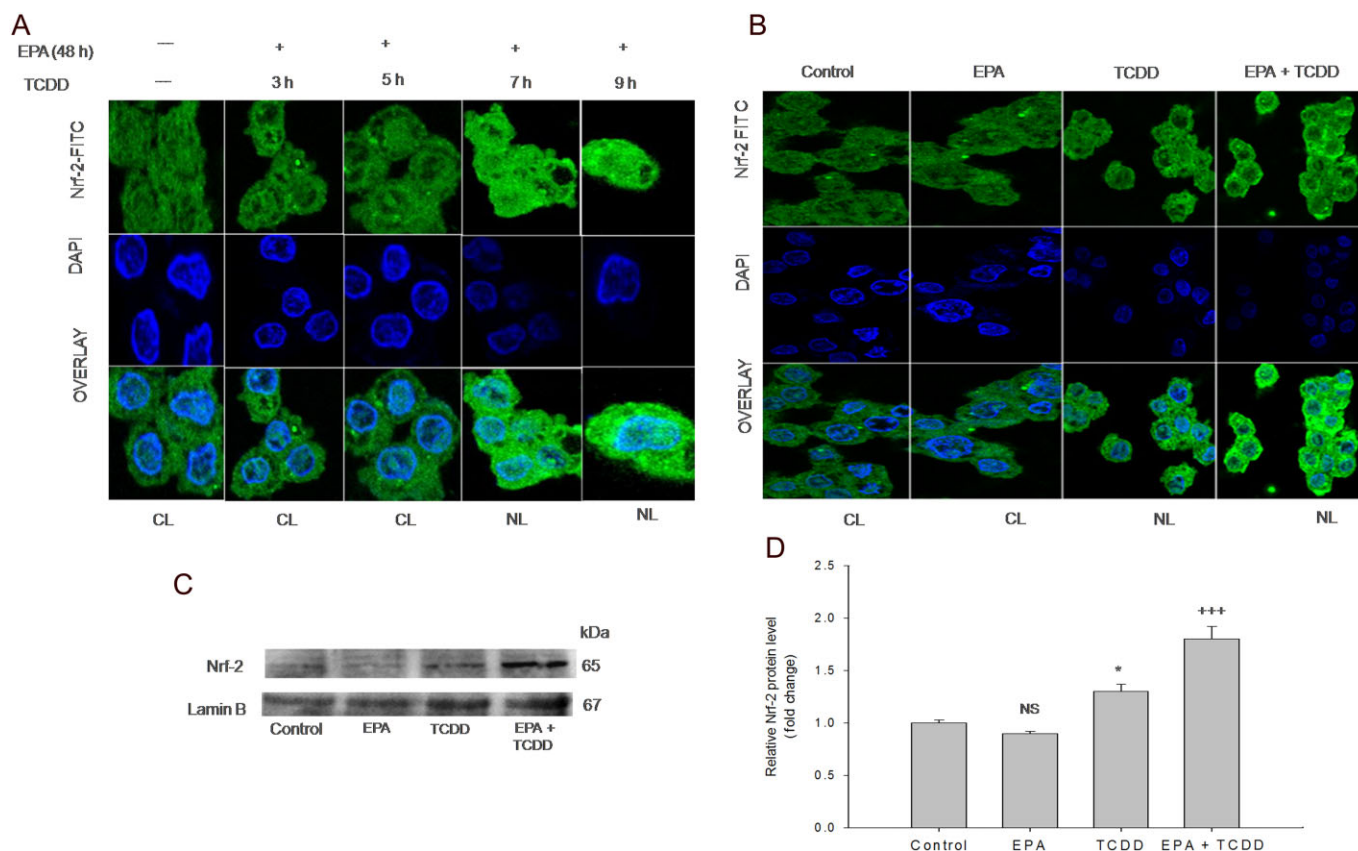 A
EPA (48 h) — + + + +
TCDD — 3 h 5 h 7 h 9 h
Nrf-2-FITC
DAPI
OVERLAY
CL CL CL NL NL
B
Control EPA TCDD EPA + TCDD
Nrf-2 FITC
DAPI
OVERLAY
CL CL NL NL
C
kDa
Nrf-2 65
Lamin B 67
Control EPA TCDD EPA +
TCDD
D
Relative Nrf-2 protein level
(fold change)
2.5
2.0
1.5
1.0
0.5
0.0
NS
*
+++
Control EPA TCDD EPA + TCDD